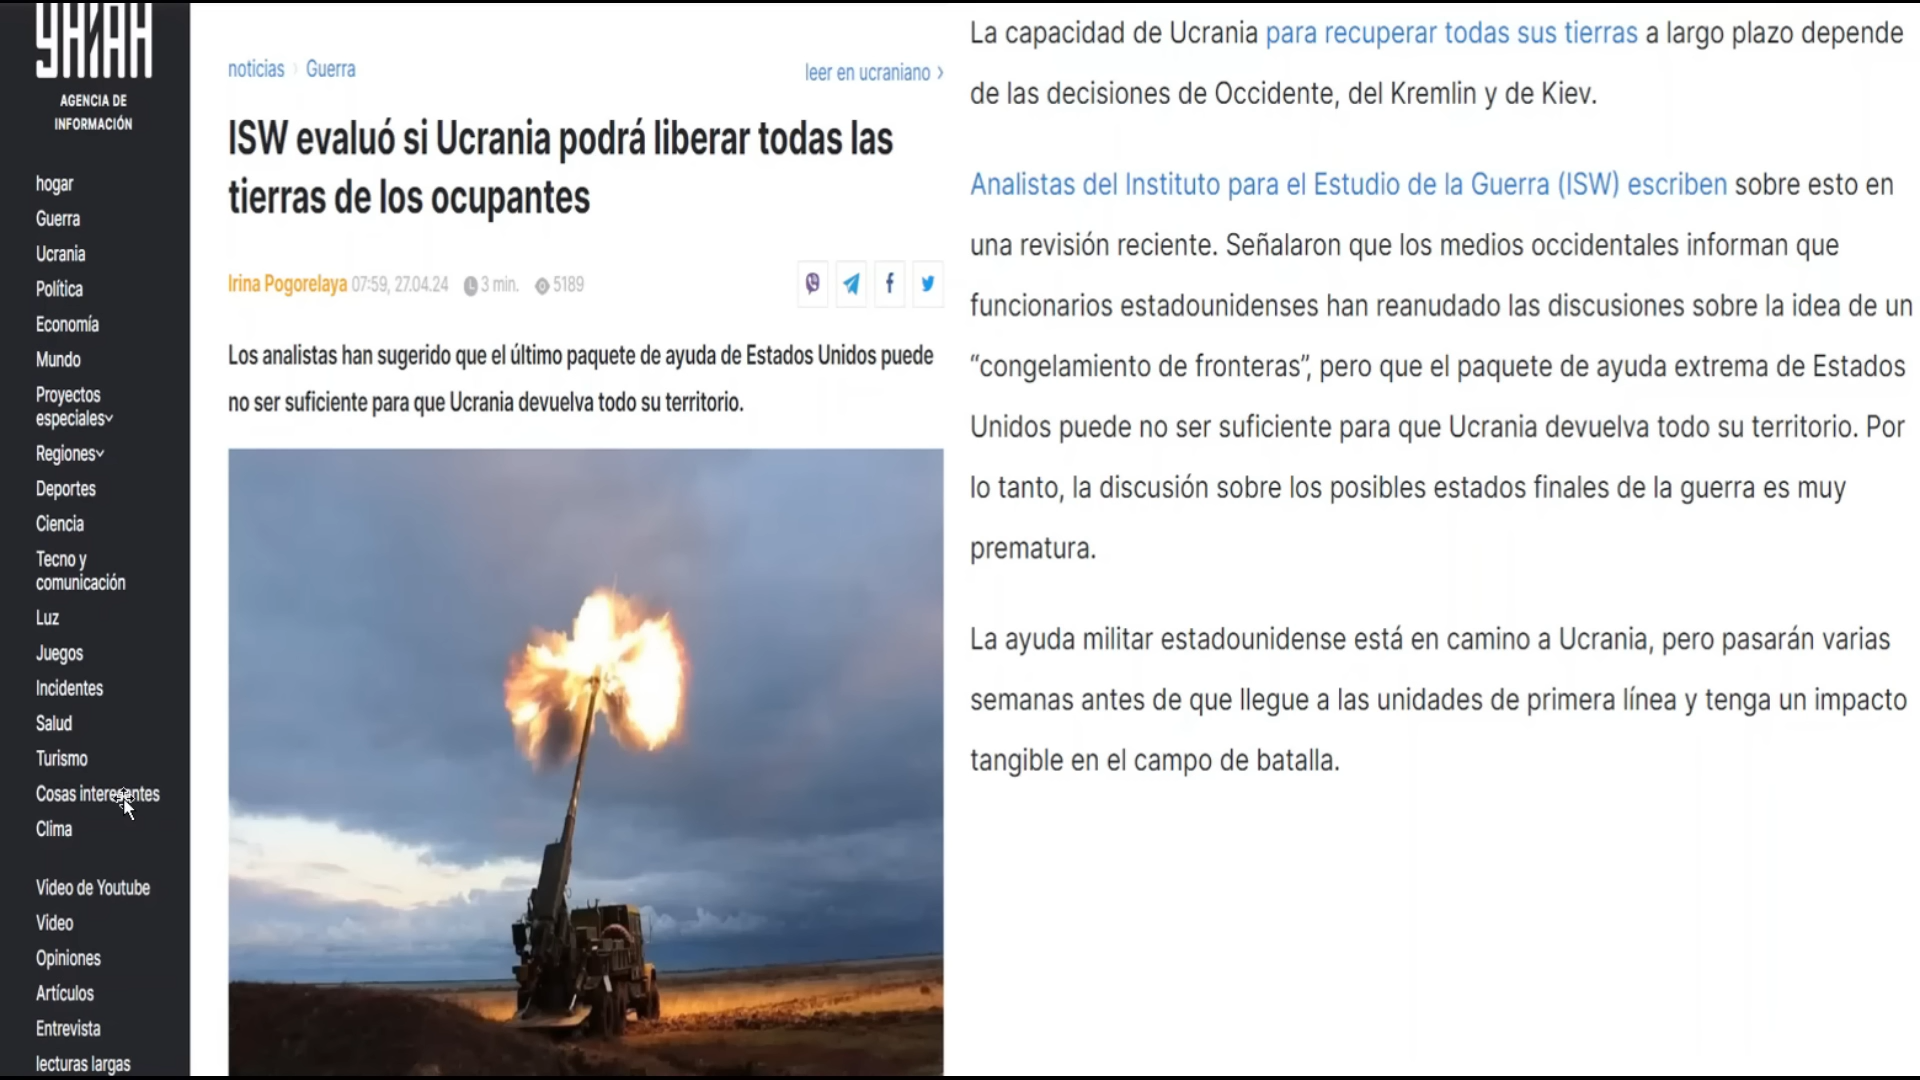 УНІАН
AGENCIA DE
INFORMACIÓN
hogar
Guerra
Ucrania
Política
Economía
Mundo
Proyectos
especiales
Regiones
Deportes
Ciencia
Tecno y
comunicación
Luz
Juegos
Incidentes
Salud
Turismo
Cosas interesantes
Clima
Video de Youtube
Video
Opiniones
Artículos
Entrevista
lecturas largas
noticias › Guerra
leer en ucraniano ›
ISW evaluó si Ucrania podrá liberar todas las
tierras de los ocupantes
Irina Pogorelaya 07:59, 27.04.24 3 min. 5189
Los analistas han sugerido que el último paquete de ayuda de Estados Unidos puede
no ser suficiente para que Ucrania devuelva todo su territorio.
La capacidad de Ucrania para recuperar todas sus tierras a largo plazo depende
de las decisiones de Occidente, del Kremlin y de Kiev.
Analistas del Instituto para el Estudio de la Guerra (ISW) escriben sobre esto en
una revisión reciente. Señalaron que los medios occidentales informan que
funcionarios estadounidenses han reanudado las discusiones sobre la idea de un
“congelamiento de fronteras”, pero que el paquete de ayuda extrema de Estados
Unidos puede no ser suficiente para que Ucrania devuelva todo su territorio. Por
lo tanto, la discusión sobre los posibles estados finales de la guerra es muy
prematura.
La ayuda militar estadounidense está en camino a Ucrania, pero pasarán varias
semanas antes de que llegue a las unidades de primera línea y tenga un impacto
tangible en el campo de batalla.